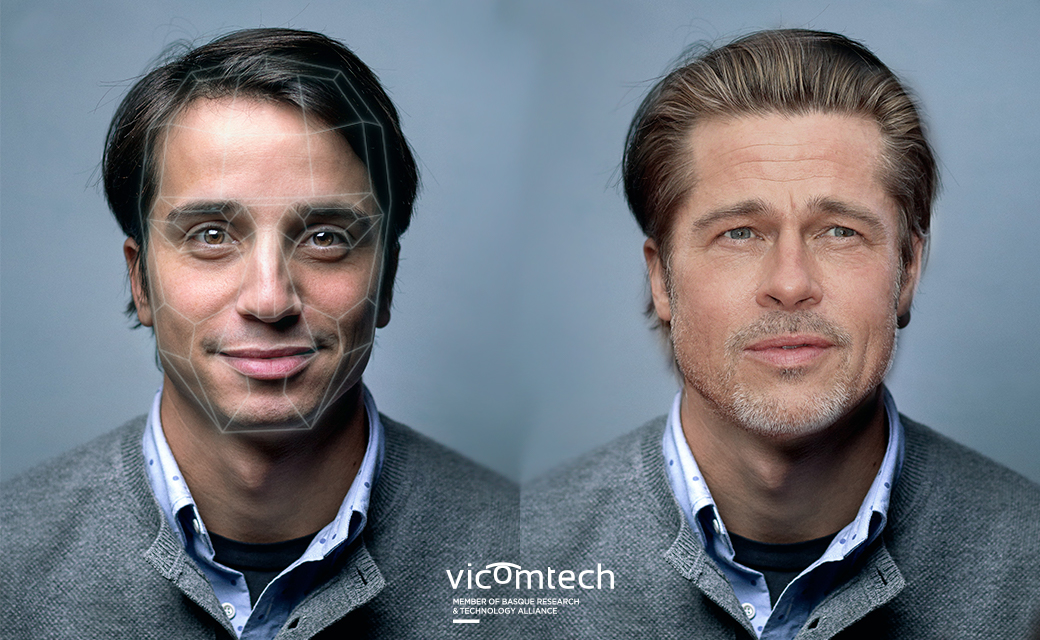 vicomtech
MEMBER OF BASQUE RESEARCH
& TECHNOLOGY ALLIANCE